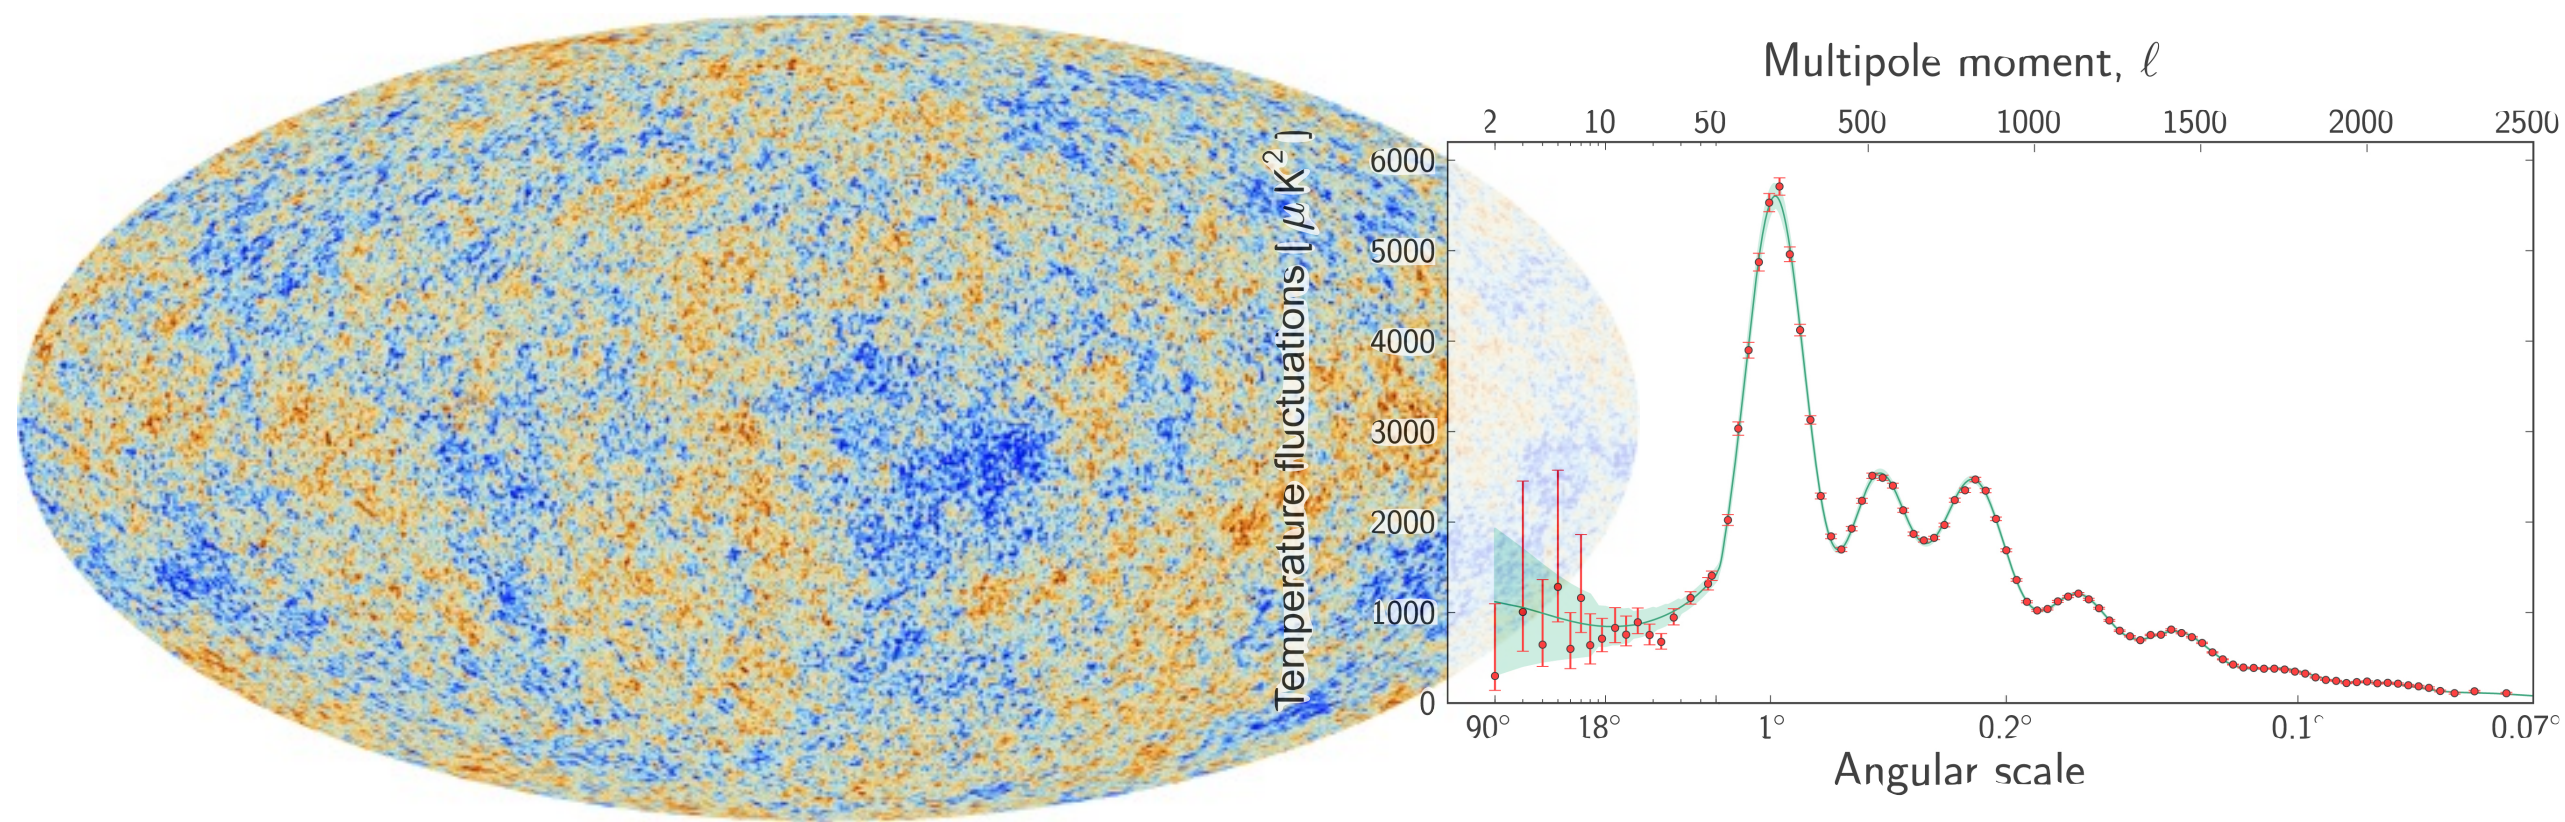 Multipole moment, ℓ
2 10 50 500 1000 1500 2000 2500
Temperature fluctuations [μK²]
6000
5000
4000
3000
2000
1000
0
90° 18° 1° 0.2° 0.1° 0.07°
Angular scale